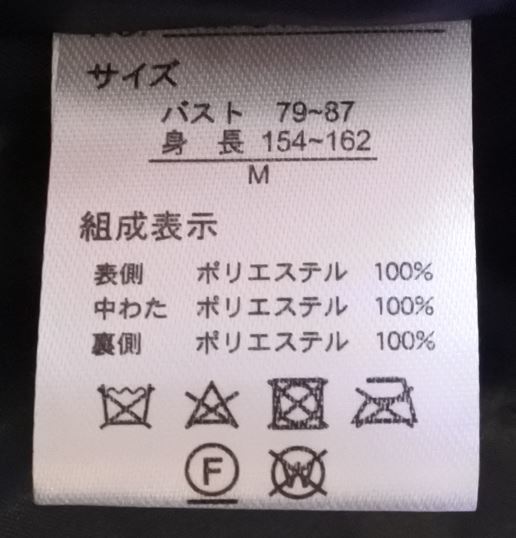 サイズ
バスト 79~87
身 長 154~162
M
組成表示
表側 ポリエステル 100%
中わた ポリエステル 100%
裏側 ポリエステル 100%
F W